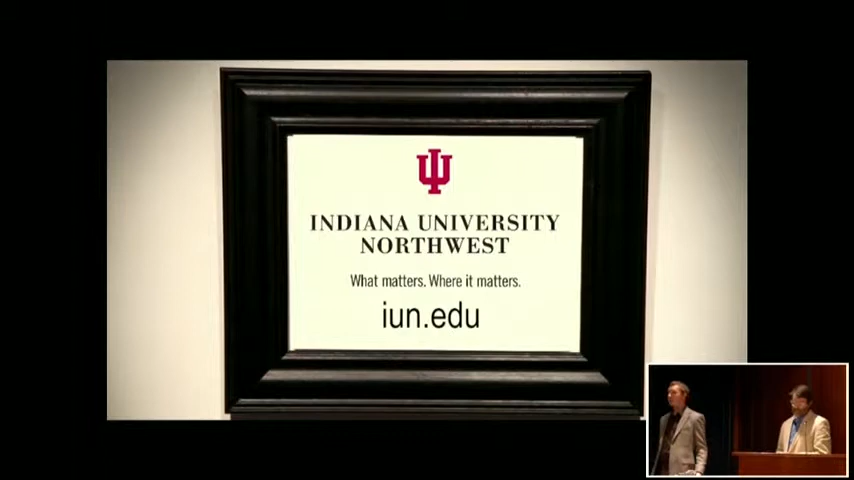 INDIANA UNIVERSITY
NORTHWEST
What matters. Where it matters.
iun.edu